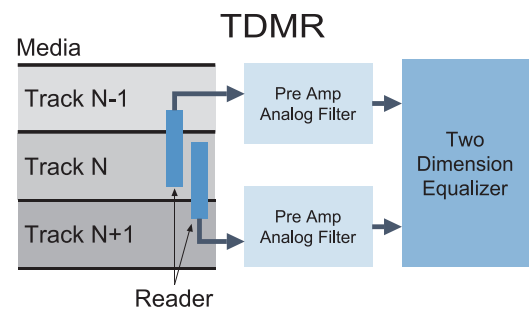 TDMR
Media
Track N-1
Track N
Track N+1
Reader
Pre Amp
Analog Filter
Pre Amp
Analog Filter
Two
Dimension
Equalizer